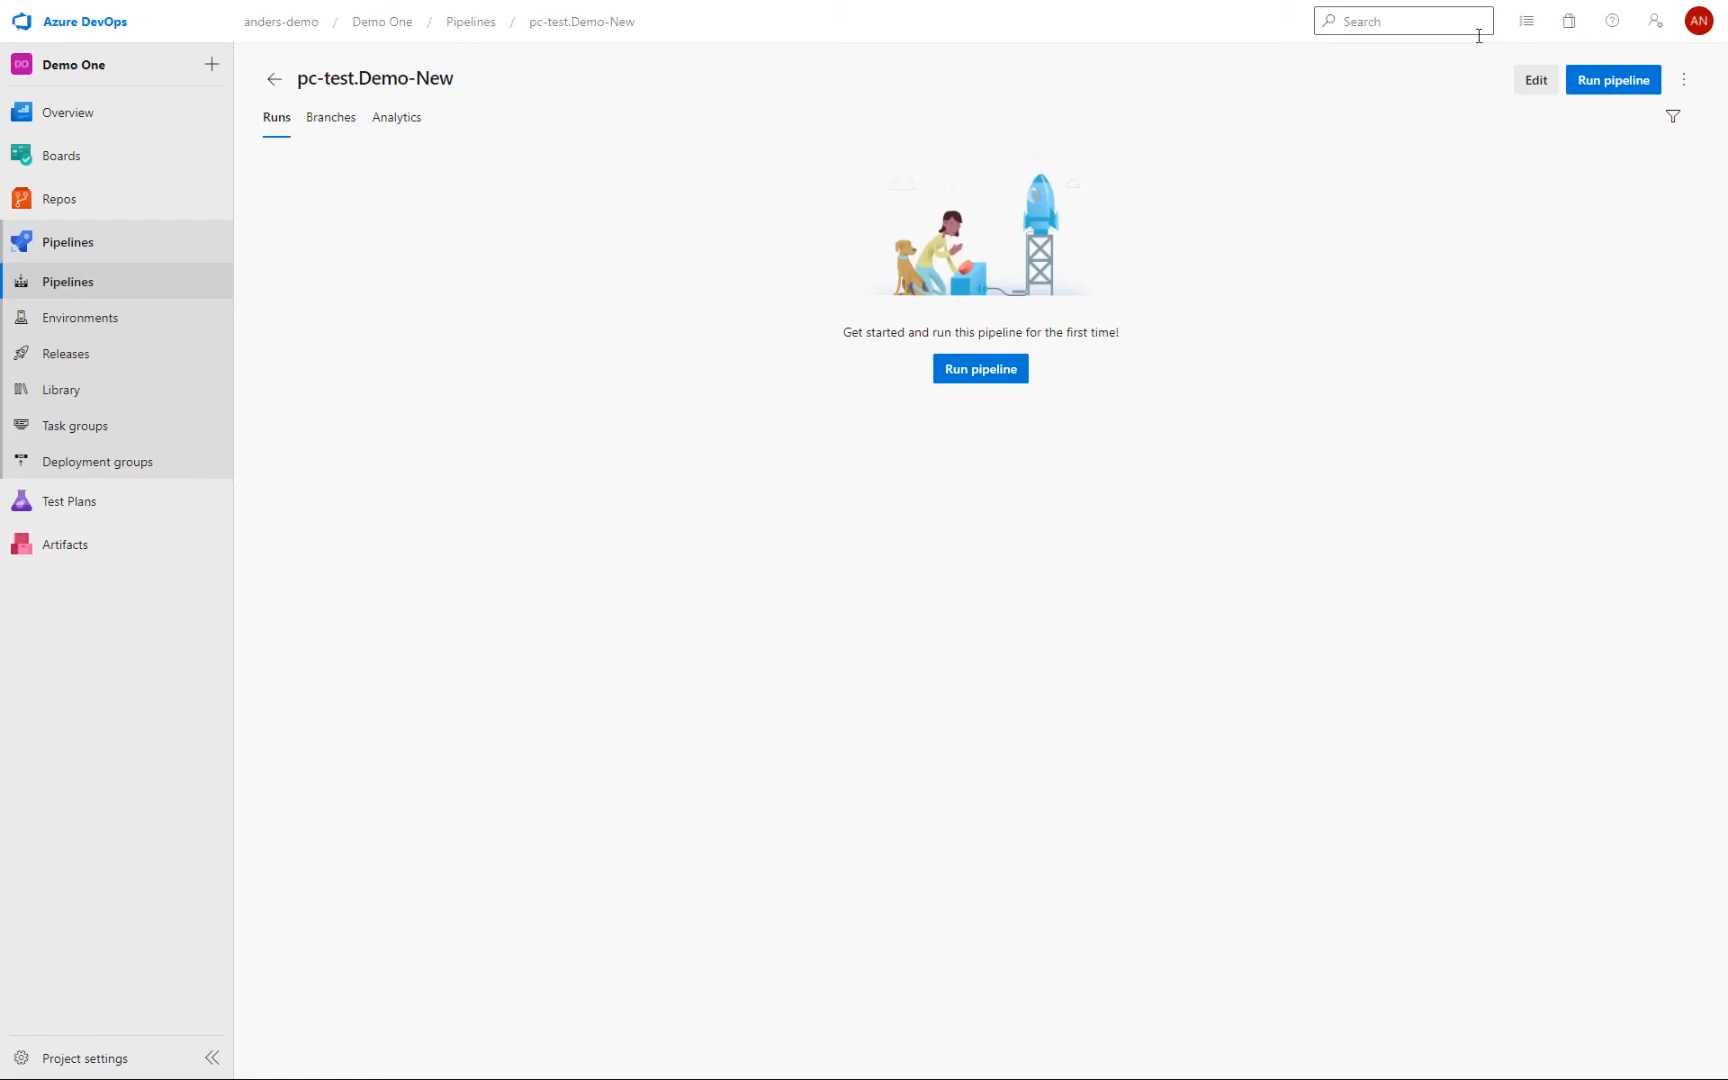 Azure DevOps
anders-demo / Demo One / Pipelines / pc-test.Demo-New
Search
AN
DO Demo One
Overview
Boards
Repos
Pipelines
Pipelines
Environments
Releases
Library
Task groups
Deployment groups
Test Plans
Artifacts
Project settings
pc-test.Demo-New
Edit
Run pipeline
Runs Branches Analytics
Get started and run this pipeline for the first time!
Run pipeline